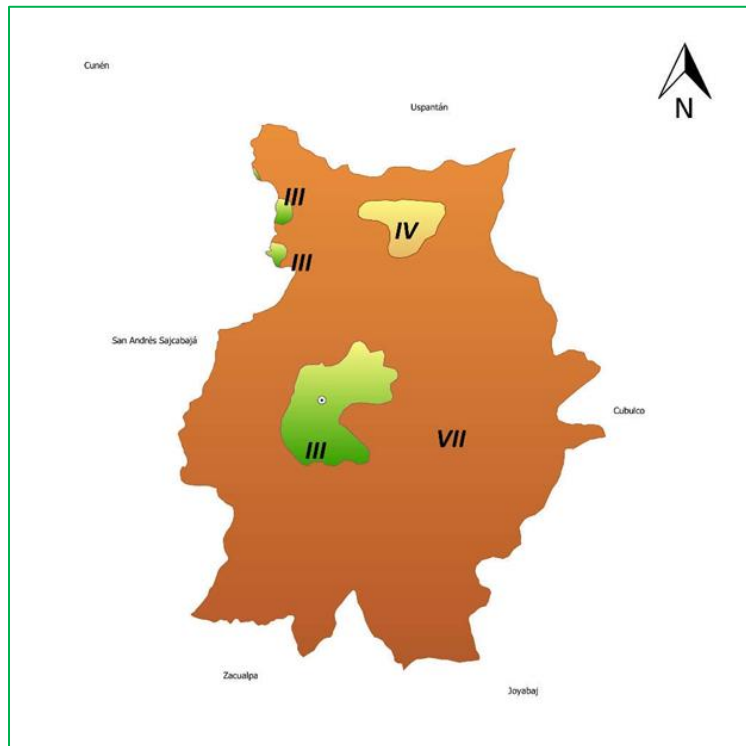 Cunén
Uspantán
N
III
IV
III
San Andrés Sajcabajá
Cubulco
VII
III
Zacualpa
Joyabaj